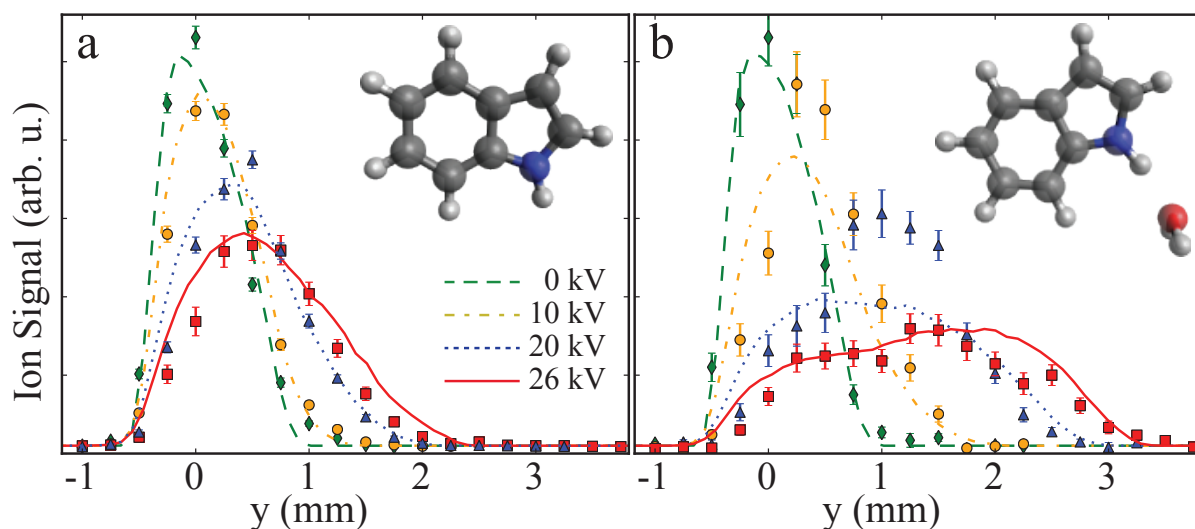 a
b
Ion Signal (arb. u.)
0 kV
10 kV
20 kV
26 kV
-1 0 1 2 3
-1 0 1 2 3
y (mm)
y (mm)